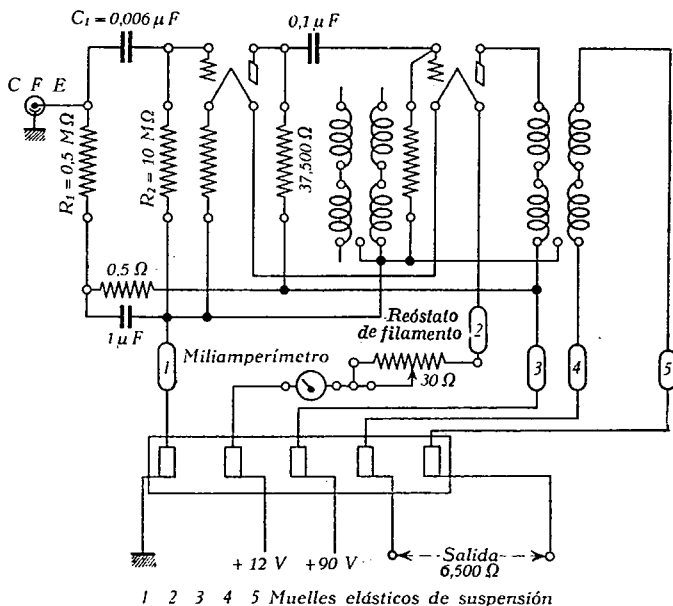 C₁ = 0,006 μF
0,1 μF
C F E
R₁ = 0,5 MΩ
R₂ = 10 MΩ
37,500 Ω
0,5 Ω
1 μF
Reóstato
de filamento
30 Ω
Miliamperímetro
1
2
3
4
5
+ 12 V
+ 90 V
Salida
6,500 Ω
1 2 3 4 5 Muelles elásticos de suspensión